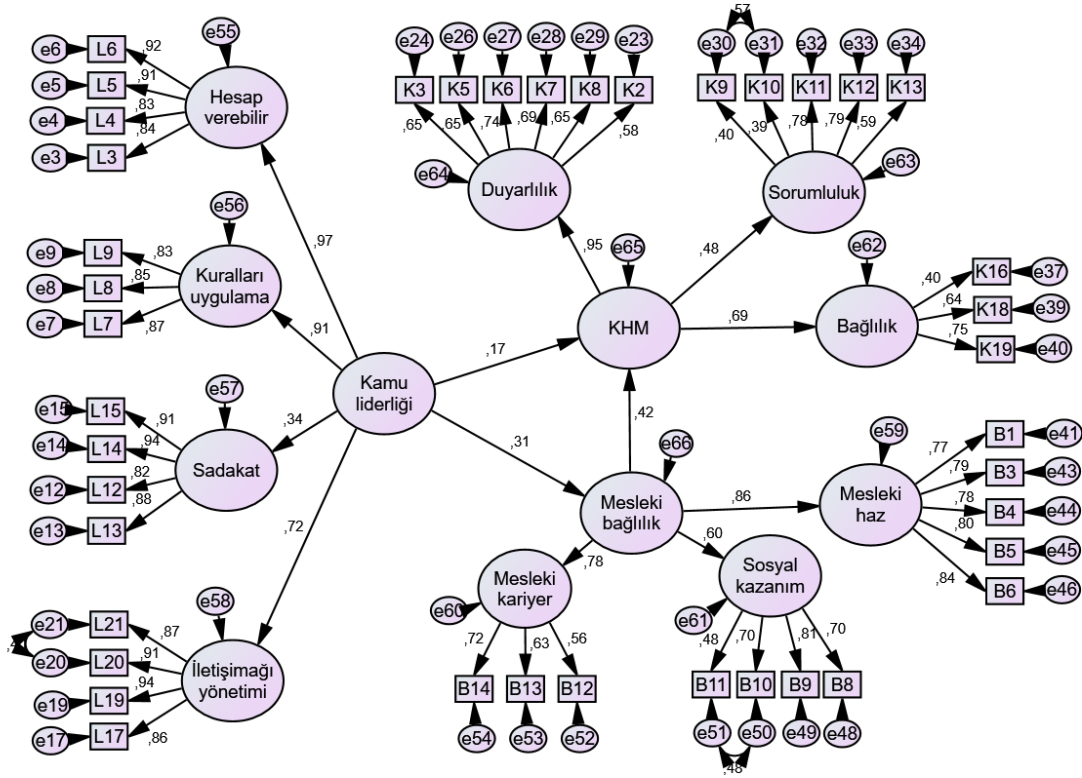 e55
e6 L6 ,92
e5 L5 ,91
e4 L4 ,83
e3 L3 ,84
Hesap
verebilir
,97
e56
e9 L9 ,83
e8 L8 ,85
e7 L7 ,87
Kuralları
uygulama
,91
e57
e15 L15 ,91
e14 L14 ,94
e12 L12 ,82
e13 L13 ,88
Sadakat
,34
e58
e21 L21 ,87
e20 L20 ,91
e19 L19 ,94
e17 L17 ,86
İletişimağı
yönetimi
,72
Kamu
liderliği
,17
,31
e24 e26 e27 e28 e29 e23
K3 K5 K6 K7 K8 K2
,65 ,65 ,74 ,69 ,65 ,58
e64
Duyarlılık
,95
,57
e30 e31 e32 e33 e34
K9 K10 K11 K12 K13
,40 ,39 ,78 ,79 ,59
e63
Sorumluluk
,48
e65
KHM
,69
e62
Bağlılık
,40 K16 e37
,64 K18 e39
,75 K19 e40
,42
e66
Mesleki
bağlılık
,86
e59
Mesleki
haz
,77 B1 e41
,79 B3 e43
,78 B4 e44
,80 B5 e45
,84 B6 e46
,78
Mesleki
kariyer
e60
,72 ,63 ,56
B14 B13 B12
e54 e53 e52
,60
Sosyal
kazanım
e61
,48 ,70 ,81 ,70
B11 B10 B9 B8
e51 e50 e49 e48
,48